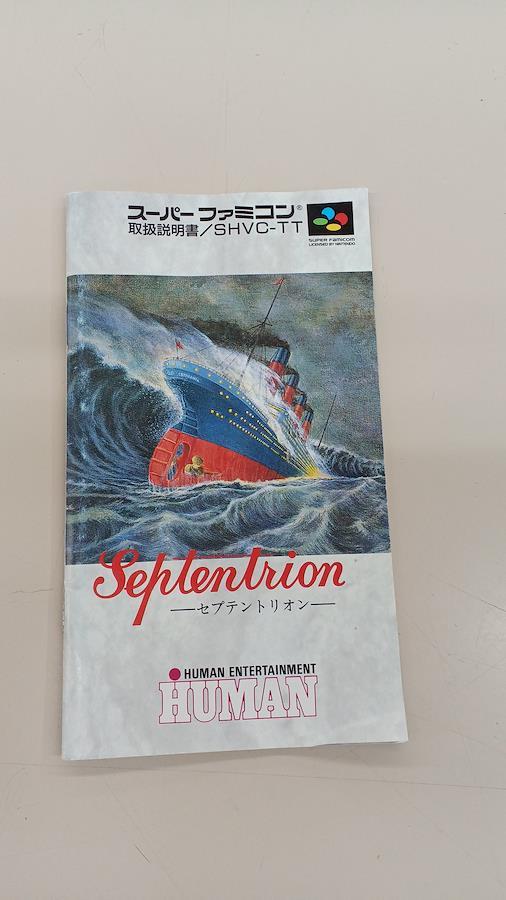 スーパーファミコン®
取扱説明書/SHVC-TT
SUPER FAMICOM
LICENSED BY NINTENDO
Septentrion
―セプテントリオン―
HUMAN ENTERTAINMENT
HUMAN